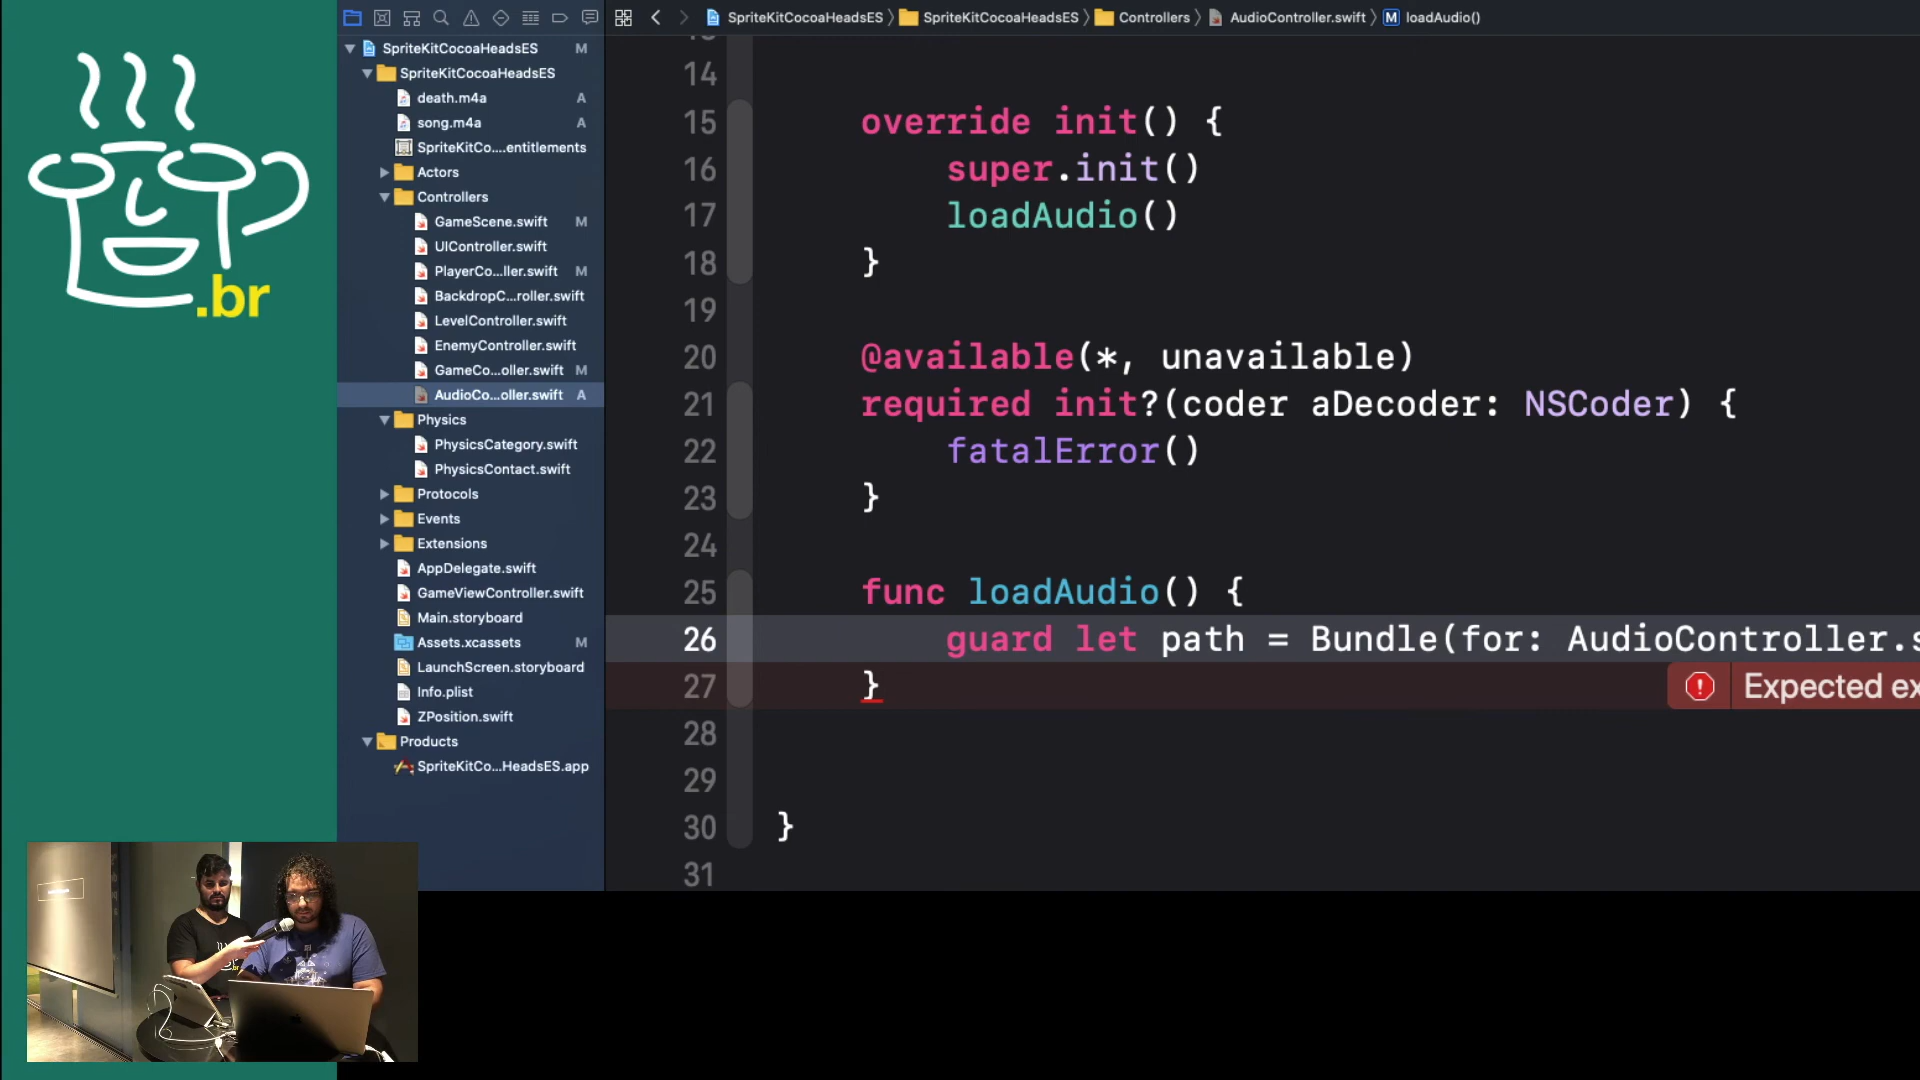 .br
SpriteKitCocoaHeadsES M
SpriteKitCocoaHeadsES
death.m4a A
song.m4a A
SpriteKitCo....entitlements
Actors
Controllers
GameScene.swift M
UIController.swift
PlayerCo...ller.swift M
BackdropC...roller.swift
LevelController.swift
EnemyController.swift
GameCo...oller.swift M
AudioCo...oller.swift A
Physics
PhysicsCategory.swift
PhysicsContact.swift
Protocols
Events
Extensions
AppDelegate.swift
GameViewController.swift
Main.storyboard
Assets.xcassets M
LaunchScreen.storyboard
Info.plist
ZPosition.swift
Products
SpriteKitCo...HeadsES.app
SpriteKitCocoaHeadsES SpriteKitCocoaHeadsES Controllers AudioController.swift M loadAudio()
14
15 override init() {
16 super.init()
17 loadAudio()
18 }
19
20 @available(*, unavailable)
21 required init?(coder aDecoder: NSCoder) {
22 fatalError()
23 }
24
25 func loadAudio() {
26 guard let path = Bundle(for: AudioController.s
27 } Expected ex
28
29
30 }
31